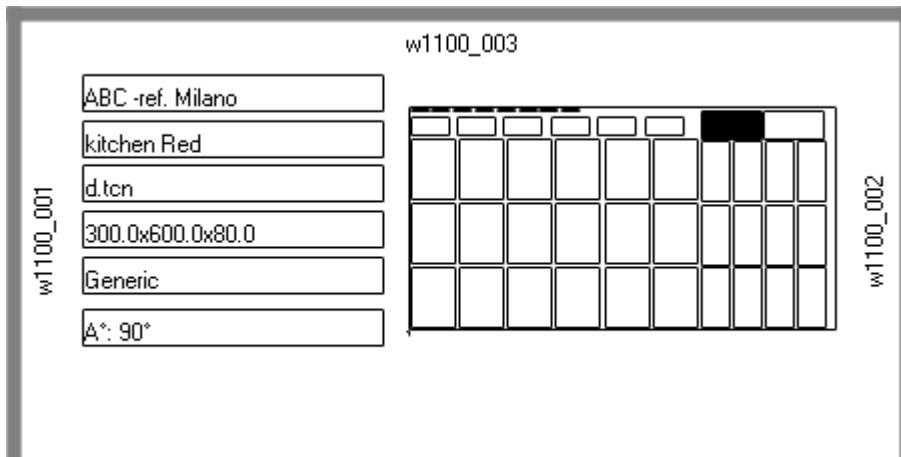 w1100_003
ABC -ref. Milano
kitchen Red
d.tcn
300.0x600.0x80.0
Generic
A°: 90°
w1100_001
w1100_002